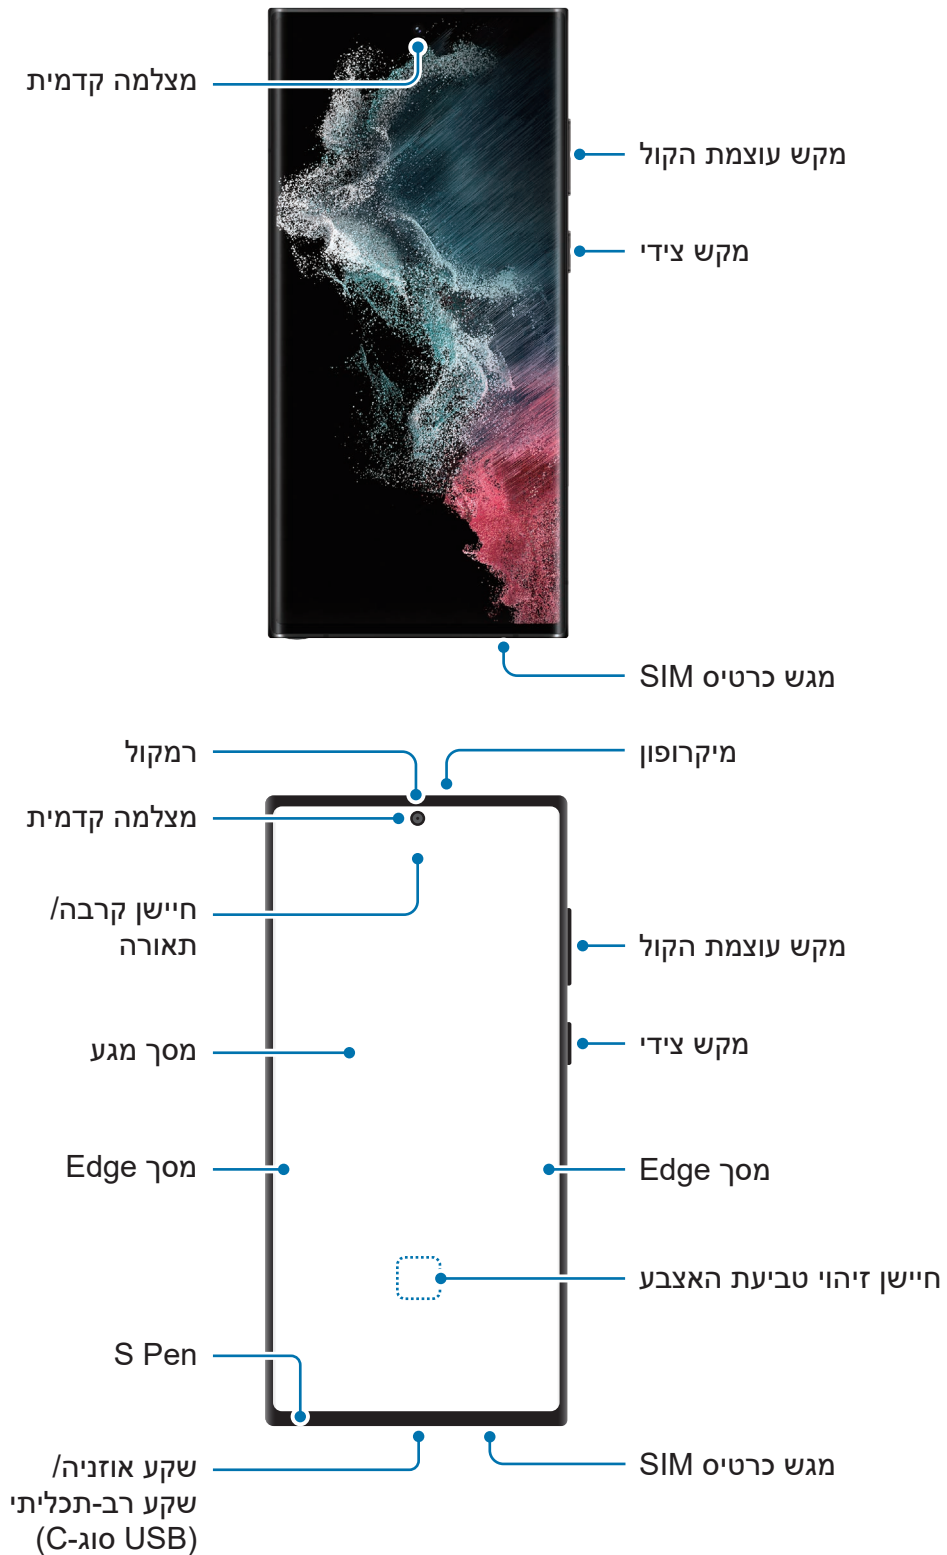 מצלמה קדמית
מקש עוצמת הקול
מקש צידי
מגש כרטיס SIM
מיקרופון
רמקול
מצלמה קדמית
חיישן קרבה/
תאורה
מקש עוצמת הקול
מקש צידי
מסך מגע
מסך Edge
מסך Edge
חיישן זיהוי טביעת האצבע
S Pen
מגש כרטיס SIM
שקע אוזניה/
שקע רב-תכליתי
(USB סוג-C)